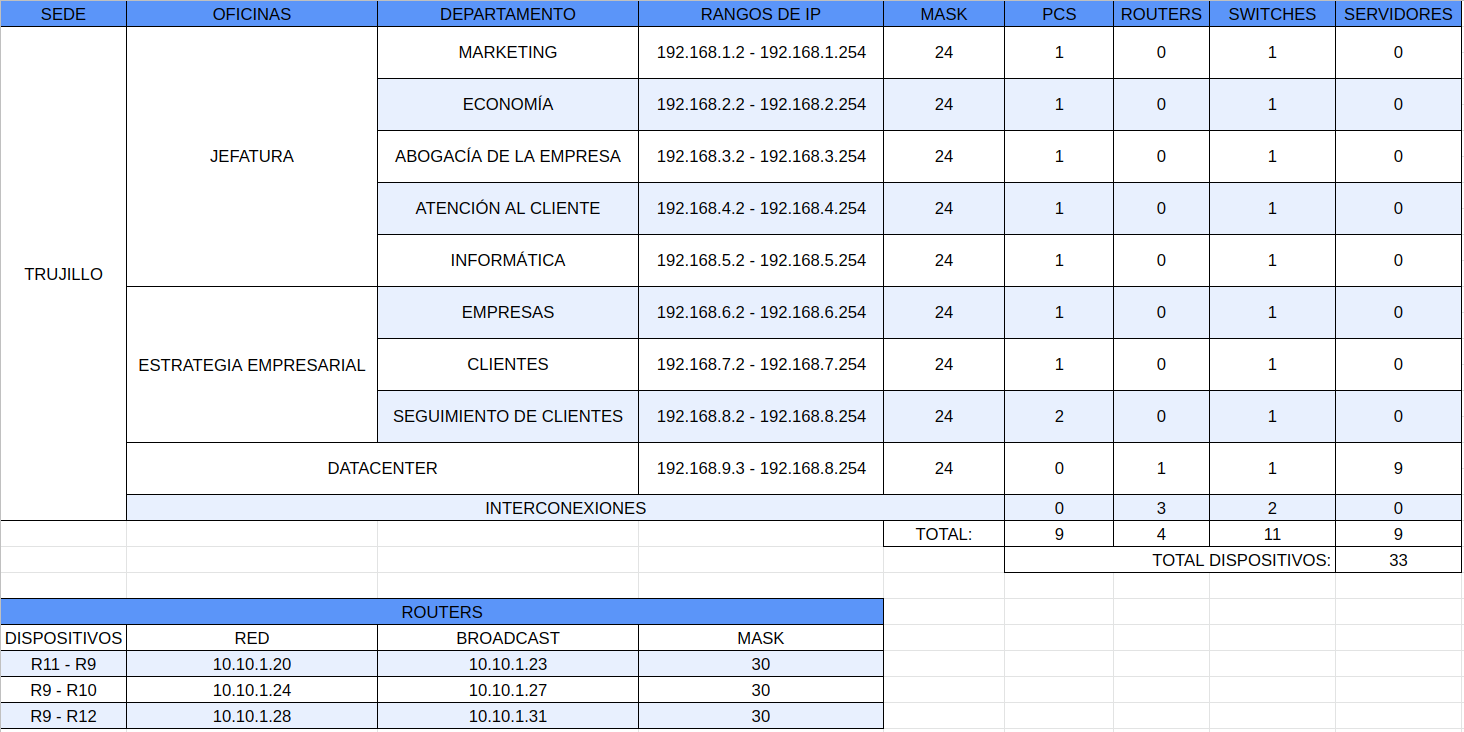 SEDE OFICINAS DEPARTAMENTO RANGOS DE IP MASK PCS ROUTERS SWITCHES SERVIDORES
MARKETING 192.168.1.2 - 192.168.1.254 24 1 0 1 0
ECONOMÍA 192.168.2.2 - 192.168.2.254 24 1 0 1 0
JEFATURA ABOGACÍA DE LA EMPRESA 192.168.3.2 - 192.168.3.254 24 1 0 1 0
ATENCIÓN AL CLIENTE 192.168.4.2 - 192.168.4.254 24 1 0 1 0
TRUJILLO INFORMÁTICA 192.168.5.2 - 192.168.5.254 24 1 0 1 0
EMPRESAS 192.168.6.2 - 192.168.6.254 24 1 0 1 0
ESTRATEGIA EMPRESARIAL CLIENTES 192.168.7.2 - 192.168.7.254 24 1 0 1 0
SEGUIMIENTO DE CLIENTES 192.168.8.2 - 192.168.8.254 24 2 0 1 0
DATACENTER 192.168.9.3 - 192.168.8.254 24 0 1 1 9
INTERCONEXIONES 0 3 2 0
TOTAL: 9 4 11 9
TOTAL DISPOSITIVOS: 33
ROUTERS
DISPOSITIVOS RED BROADCAST MASK
R11 - R9 10.10.1.20 10.10.1.23 30
R9 - R10 10.10.1.24 10.10.1.27 30
R9 - R12 10.10.1.28 10.10.1.31 30